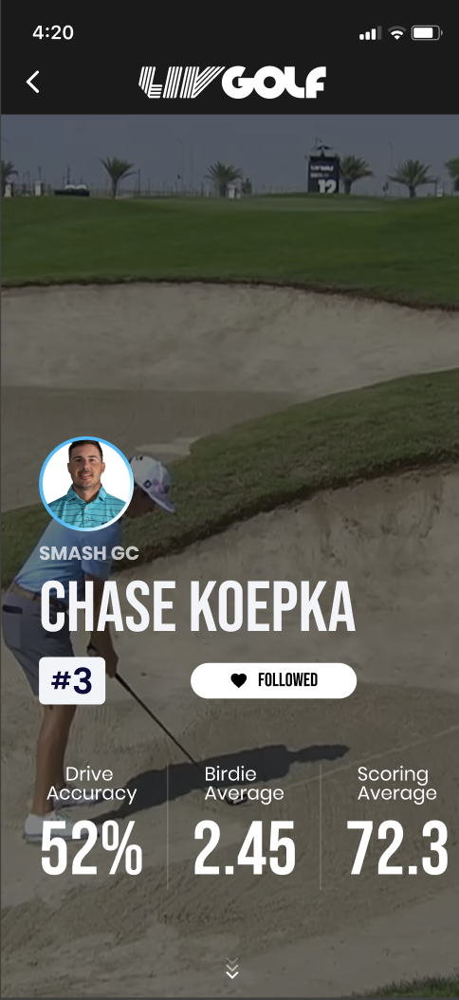 4:20
LIV GOLF
12
SMASH GC
CHASE KOEPKA
#3
FOLLOWED
Drive
Accuracy
52%
Birdie
Average
2.45
Scoring
Average
72.3